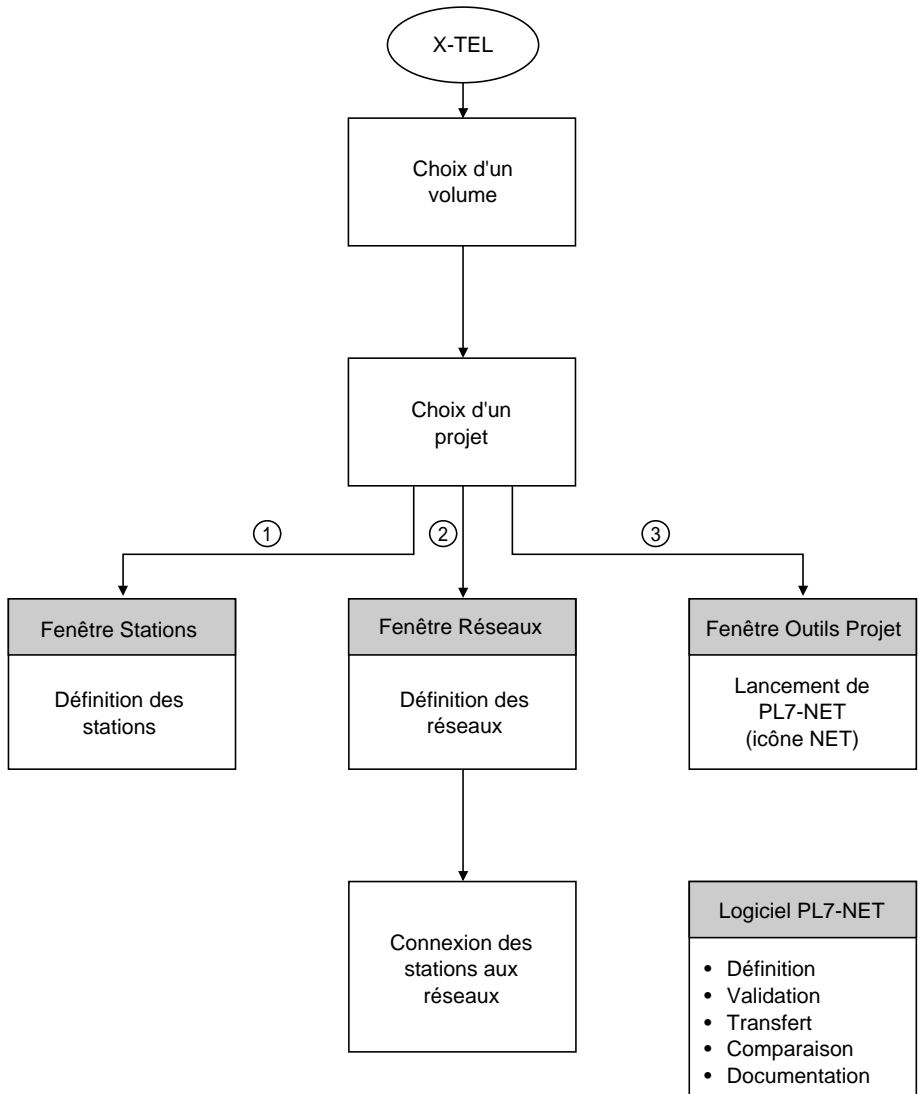 X-TEL
Choix d'un
volume
Choix d'un
projet
1
2
3
Fenêtre Stations
Définition des
stations
Fenêtre Réseaux
Définition des
réseaux
Fenêtre Outils Projet
Lancement de
PL7-NET
(icône NET)
Connexion des
stations aux
réseaux
Logiciel PL7-NET
• Définition
• Validation
• Transfert
• Comparaison
• Documentation